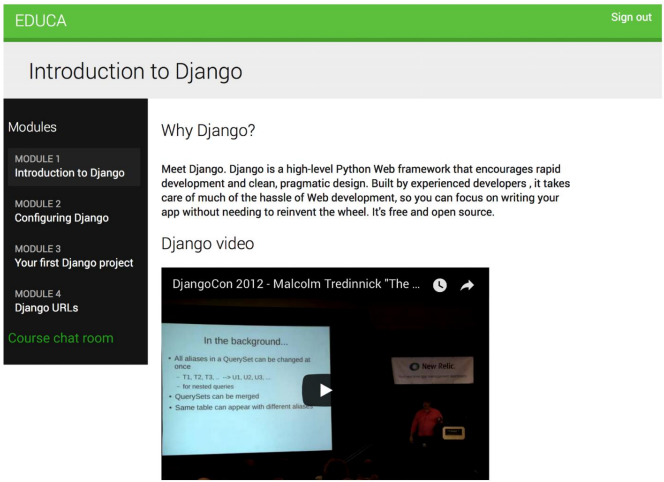 EDUCA
Sign out
Introduction to Django
Modules
MODULE 1
Introduction to Django
MODULE 2
Configuring Django
MODULE 3
Your first Django project
MODULE 4
Django URLs
Course chat room
Why Django?
Meet Django. Django is a high-level Python Web framework that encourages rapid
development and clean, pragmatic design. Built by experienced developers , it takes
care of much of the hassle of Web development, so you can focus on writing your
app without needing to reinvent the wheel. It's free and open source.
Django video
DjangoCon 2012 - Malcolm Tredinnick "The ...
In the background...
• All aliases in a QuerySet can be changed at
once
– T1, T2, T3, ... --> U1, U2, U3, ...
– for nested queries
• QuerySets can be merged
• Same table can appear with different aliases
New Relic.